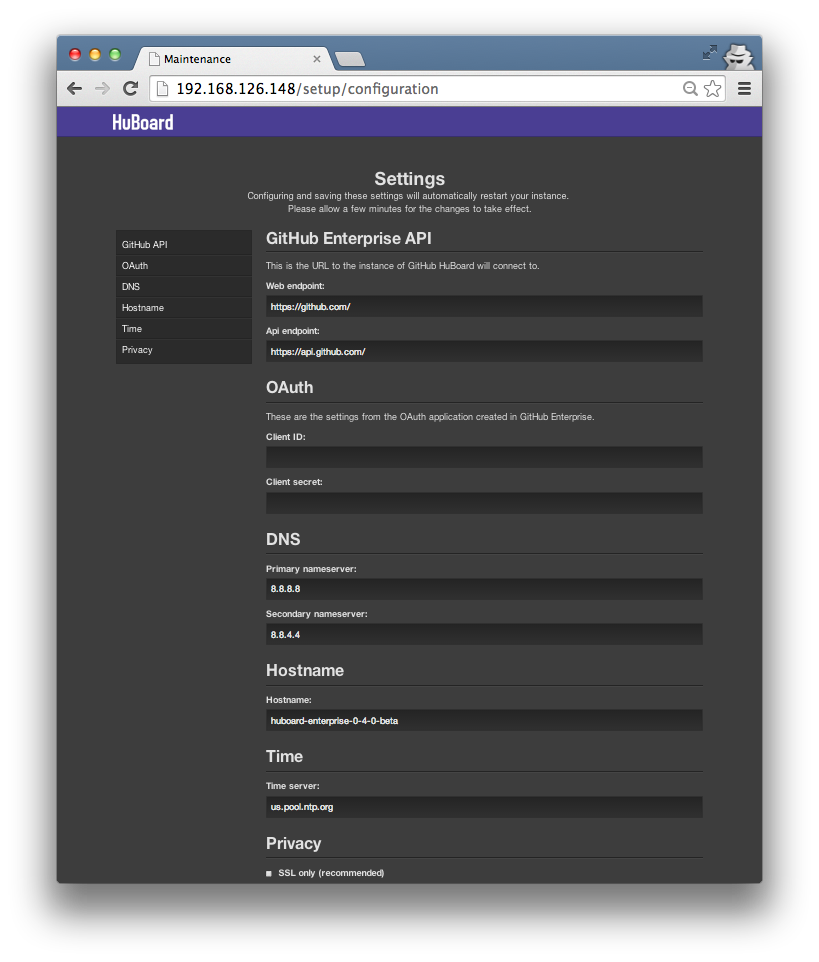 Maintenance
192.168.126.148/setup/configuration
HuBoard
Settings
Configuring and saving these settings will automatically restart your instance.
Please allow a few minutes for the changes to take effect.
GitHub API
OAuth
DNS
Hostname
Time
Privacy
GitHub Enterprise API
This is the URL to the instance of GitHub HuBoard will connect to.
Web endpoint:
https://github.com/
Api endpoint:
https://api.github.com/
OAuth
These are the settings from the OAuth application created in GitHub Enterprise.
Client ID:
Client secret:
DNS
Primary nameserver:
8.8.8.8
Secondary nameserver:
8.8.4.4
Hostname
Hostname:
huboard-enterprise-0-4-0-beta
Time
Time server:
us.pool.ntp.org
Privacy
SSL only (recommended)